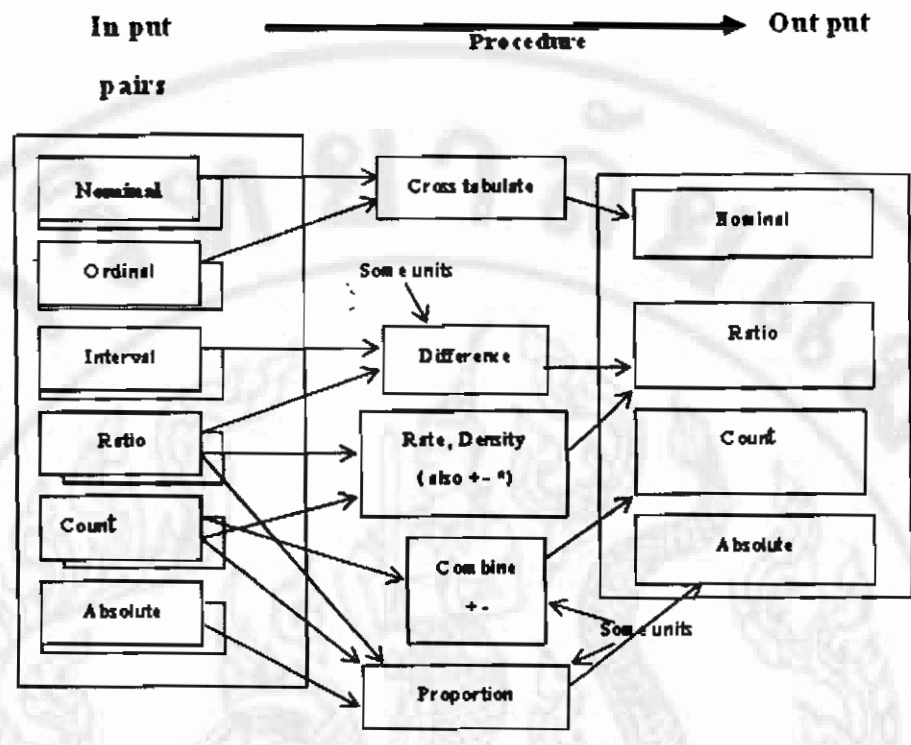 In put
pairs
Procedure
Out put
Nominal
Ordinal
Interval
Ratio
Count
Absolute
Cross tabulate
Some units
Difference
Rate, Density
(also +- *)
Combine
+-
Some units
Proportion
Nominal
Ratio
Count
Absolute